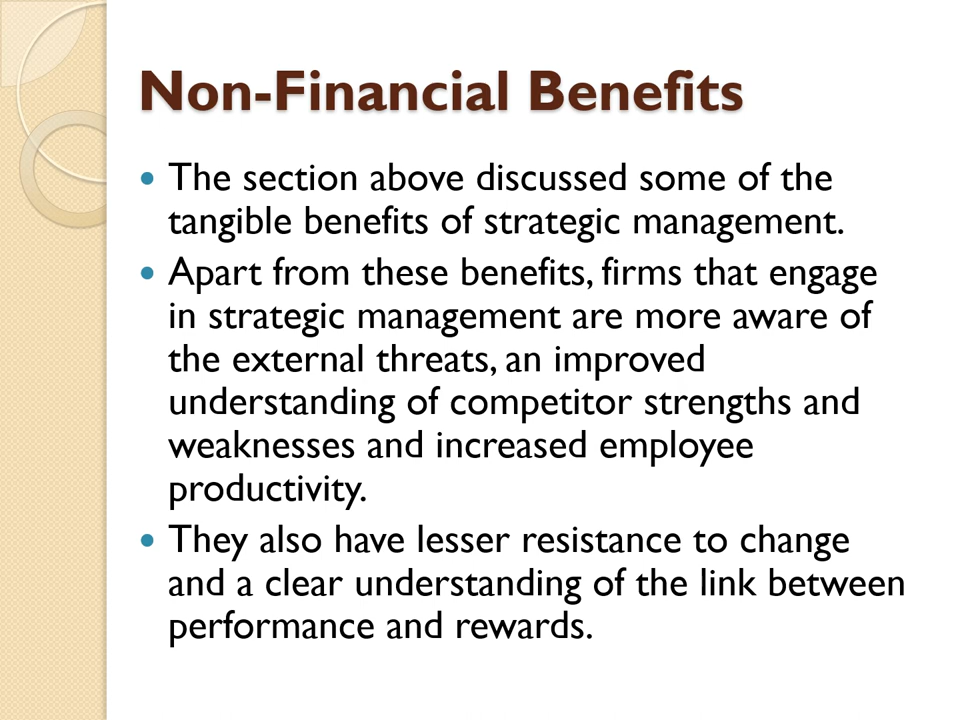 Non-Financial Benefits
• The section above discussed some of the
tangible benefits of strategic management.
• Apart from these benefits, firms that engage
in strategic management are more aware of
the external threats, an improved
understanding of competitor strengths and
weaknesses and increased employee
productivity.
• They also have lesser resistance to change
and a clear understanding of the link between
performance and rewards.